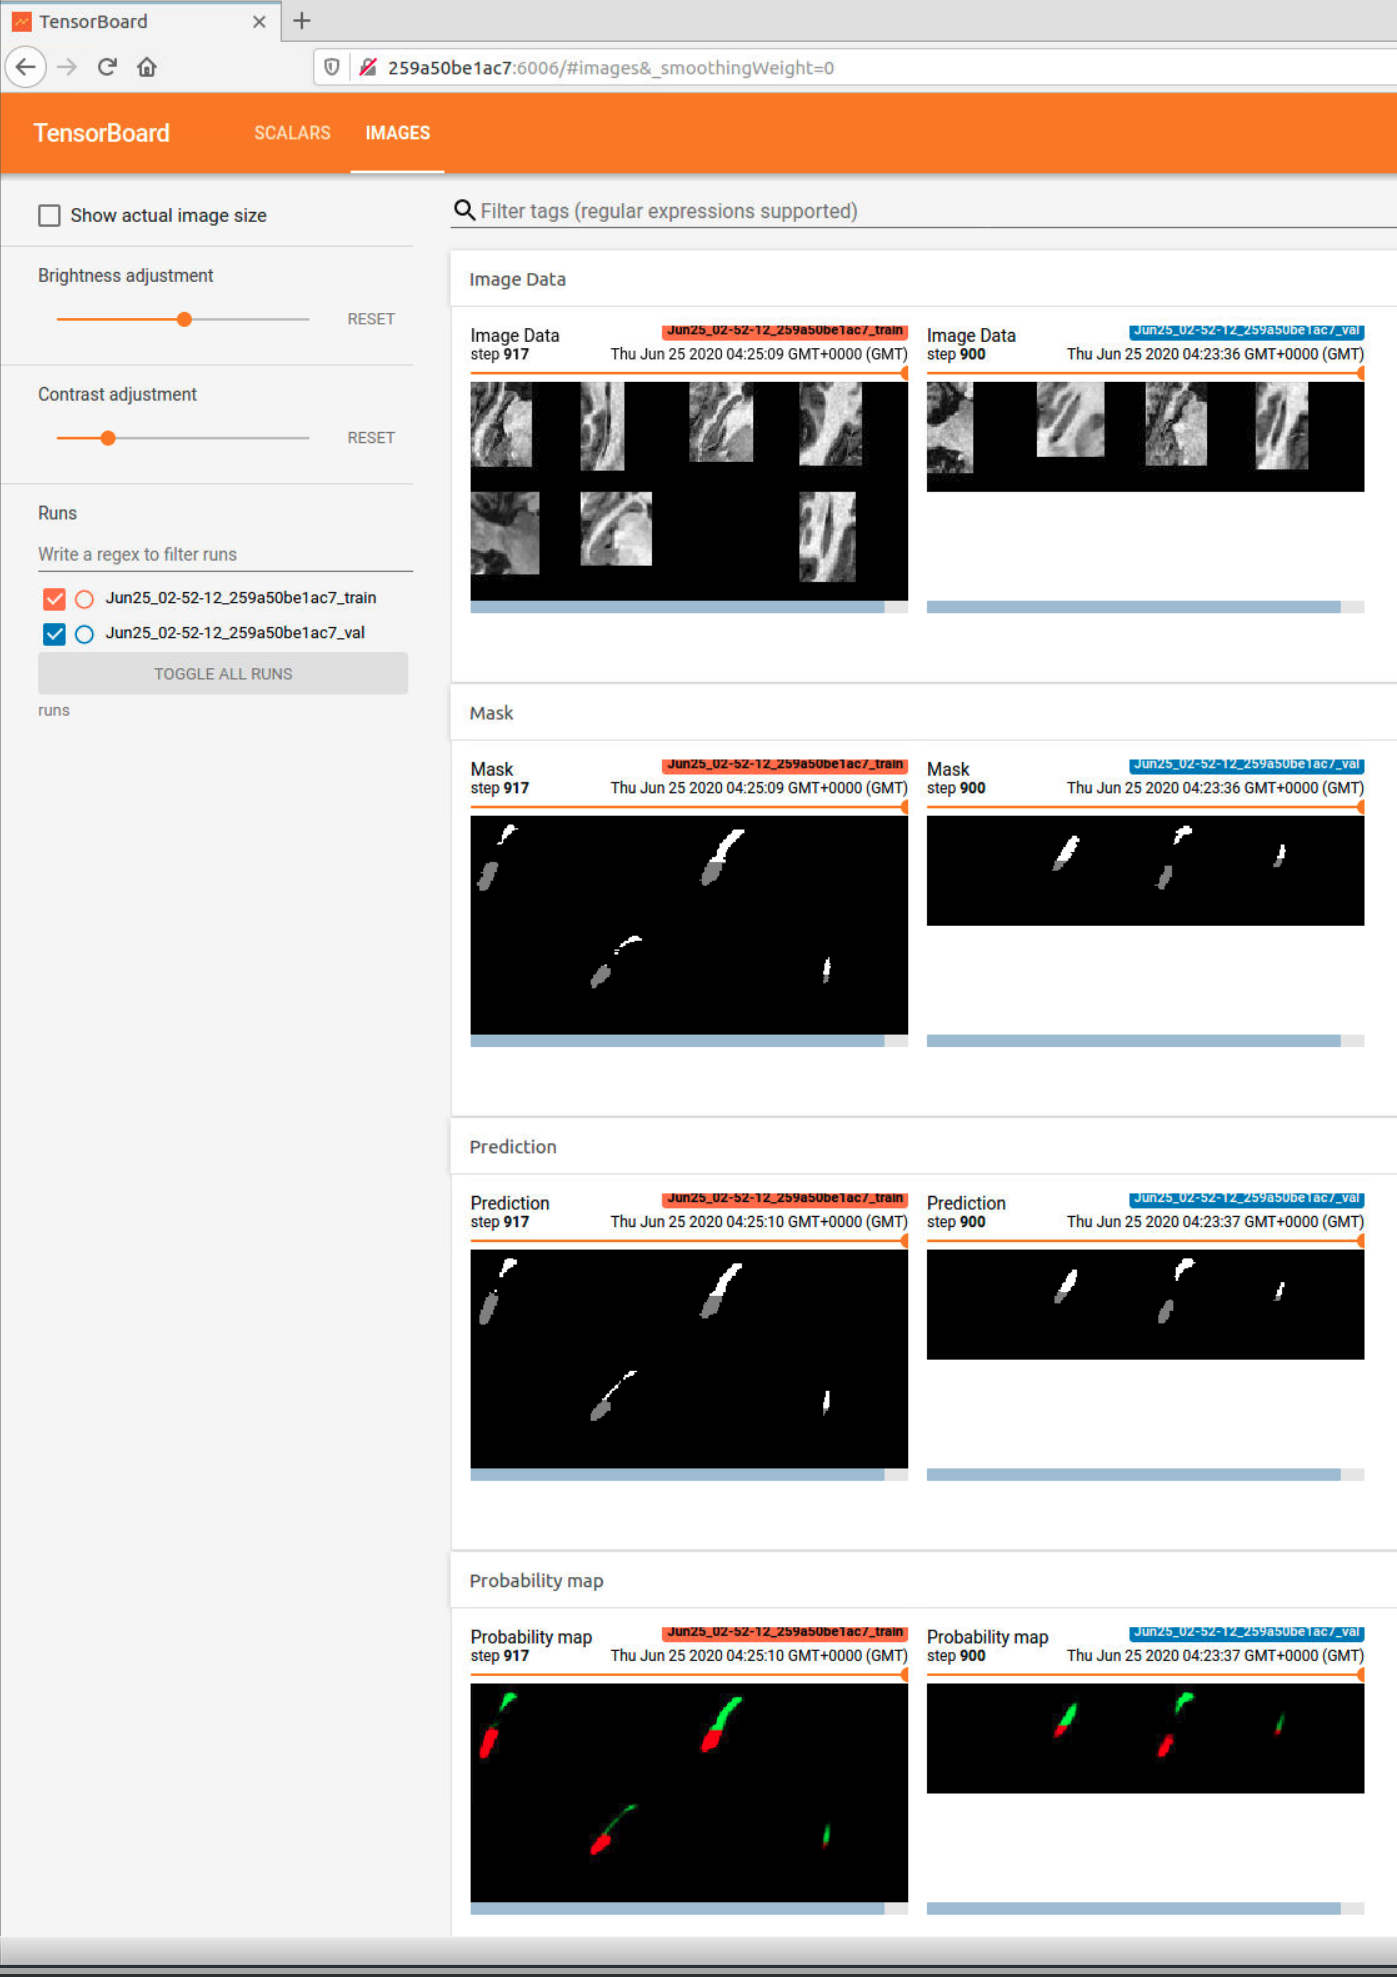 TensorBoard
259a50be1ac7:6006/#images&_smoothingWeight=0
TensorBoard SCALARS IMAGES
Show actual image size
Filter tags (regular expressions supported)
Brightness adjustment
RESET
Contrast adjustment
RESET
Runs
Write a regex to filter runs
Jun25_02-52-12_259a50be1ac7_train
Jun25_02-52-12_259a50be1ac7_val
TOGGLE ALL RUNS
runs
Image Data
Image Data Jun25_02-52-12_259a50be1ac7_train
step 917 Thu Jun 25 2020 04:25:09 GMT+0000 (GMT)
Image Data Jun25_02-52-12_259a50be1ac7_val
step 900 Thu Jun 25 2020 04:23:36 GMT+0000 (GMT)
Mask
Mask Jun25_02-52-12_259a50be1ac7_train
step 917 Thu Jun 25 2020 04:25:09 GMT+0000 (GMT)
Mask Jun25_02-52-12_259a50be1ac7_val
step 900 Thu Jun 25 2020 04:23:36 GMT+0000 (GMT)
Prediction
Prediction Jun25_02-52-12_259a50be1ac7_train
step 917 Thu Jun 25 2020 04:25:10 GMT+0000 (GMT)
Prediction Jun25_02-52-12_259a50be1ac7_val
step 900 Thu Jun 25 2020 04:23:37 GMT+0000 (GMT)
Probability map
Probability map Jun25_02-52-12_259a50be1ac7_train
step 917 Thu Jun 25 2020 04:25:10 GMT+0000 (GMT)
Probability map Jun25_02-52-12_259a50be1ac7_val
step 900 Thu Jun 25 2020 04:23:37 GMT+0000 (GMT)